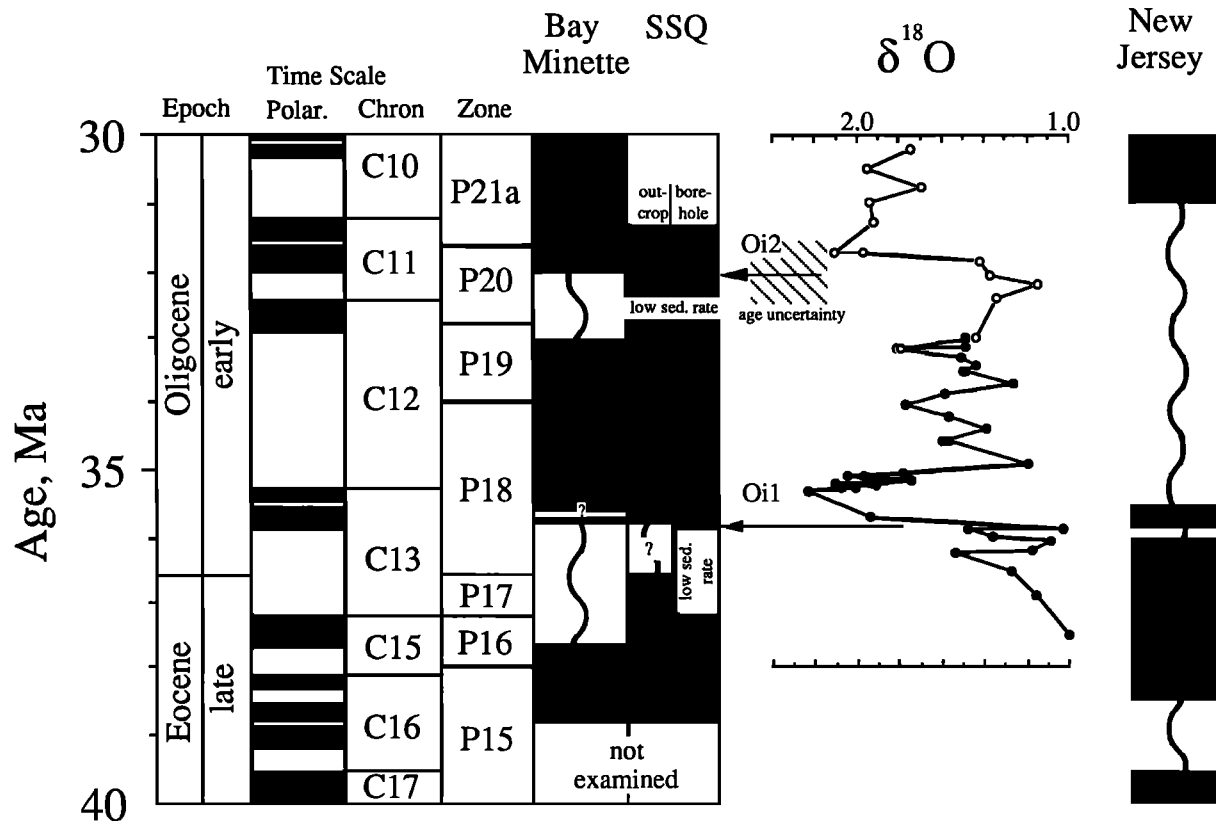 Bay
Minette
SSQ
δ18O
New
Jersey
Time Scale
Epoch
Polar.
Chron
Zone
2.0
1.0
30
35
40
Age, Ma
Oligocene
early
Eocene
late
C10
C11
C12
C13
C15
C16
C17
P21a
P20
P19
P18
P17
P16
P15
out-
crop
bore-
hole
low sed. rate
?
?
low sed.
rate
not
examined
Oi2
age uncertainty
Oi1